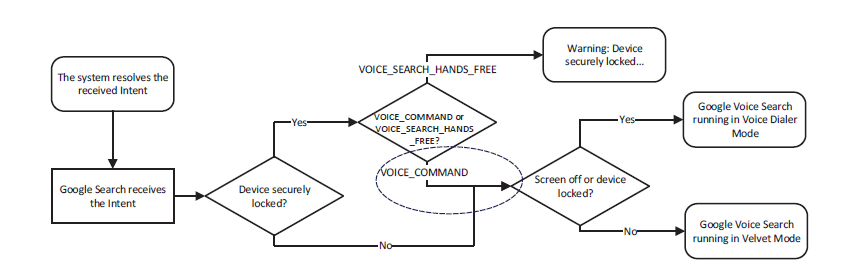 The system resolves the
received Intent
Google Search receives
the Intent
Device securely
locked?
Yes
No
VOICE_SEARCH_HANDS_FREE
VOICE_COMMAND or
VOICE_SEARCH_HANDS
_FREE?
VOICE_COMMAND
Warning: Device
securely locked...
Screen off or device
locked?
Yes
No
Google Voice Search
running in Voice Dialer
Mode
Google Voice Search
running in Velvet Mode